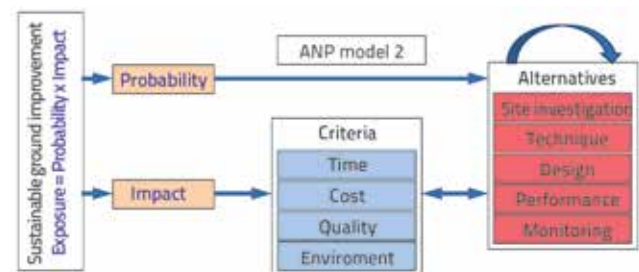 Sustainable ground improvement
Exposure = Probability x Impact
Probability
Impact
ANP model 2
Criteria
Time
Cost
Quality
Enviroment
Alternatives
Site investigation
Technique
Design
Performance
Monitoring